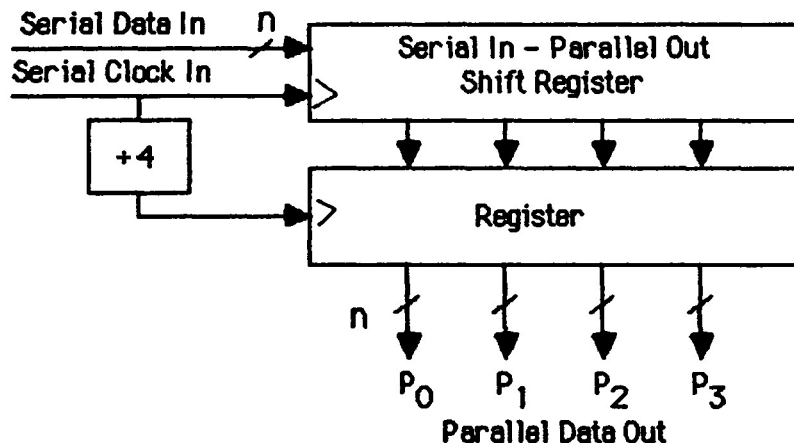 Serial Data In
n
Serial In - Parallel Out
Shift Register
Serial Clock In
+4
Register
n
P0 P1 P2 P3
Parallel Data Out